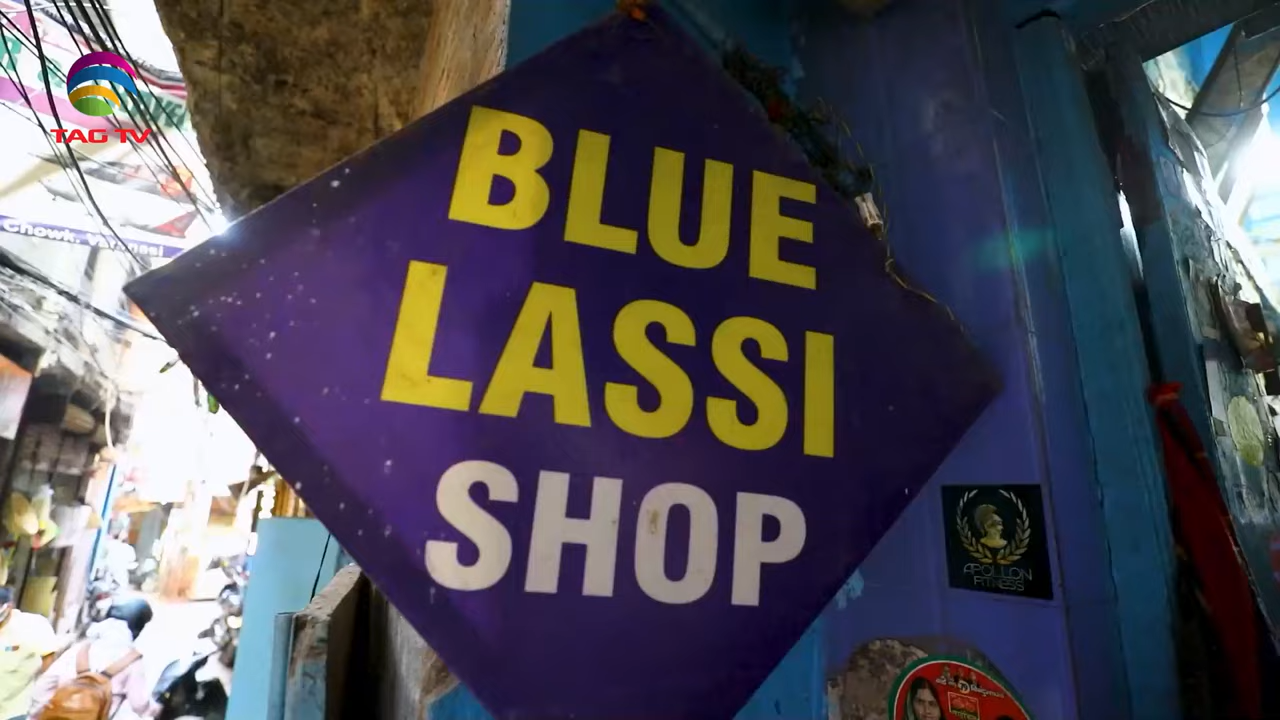 TAG TV
Chowk, Varanasi
BLUE
LASSI
SHOP
APOLLON
FITNESS